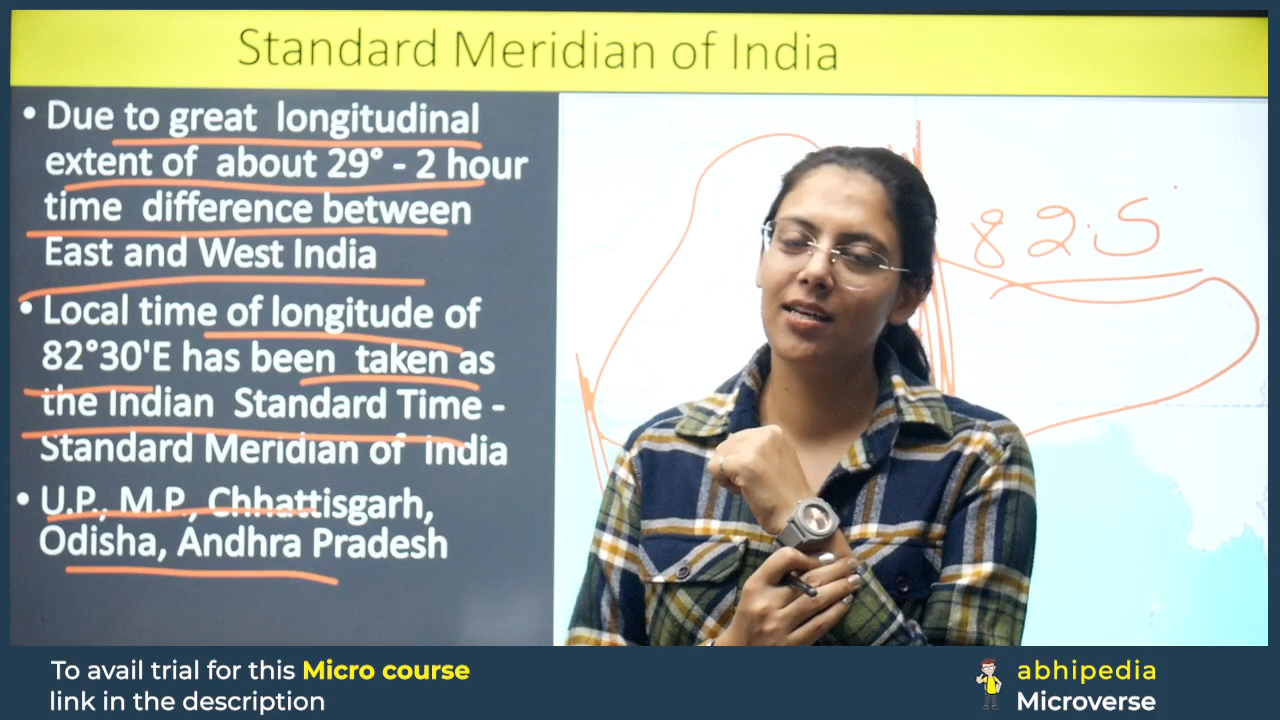 Standard Meridian of India
• Due to great longitudinal
extent of about 29° - 2 hour
time difference between
East and West India
• Local time of longitude of
82°30'E has been taken as
the Indian Standard Time -
Standard Meridian of India
• U.P., M.P., Chhattisgarh,
Odisha, Andhra Pradesh
82.5°
To avail trial for this Micro course
link in the description
abhipedia
Microverse